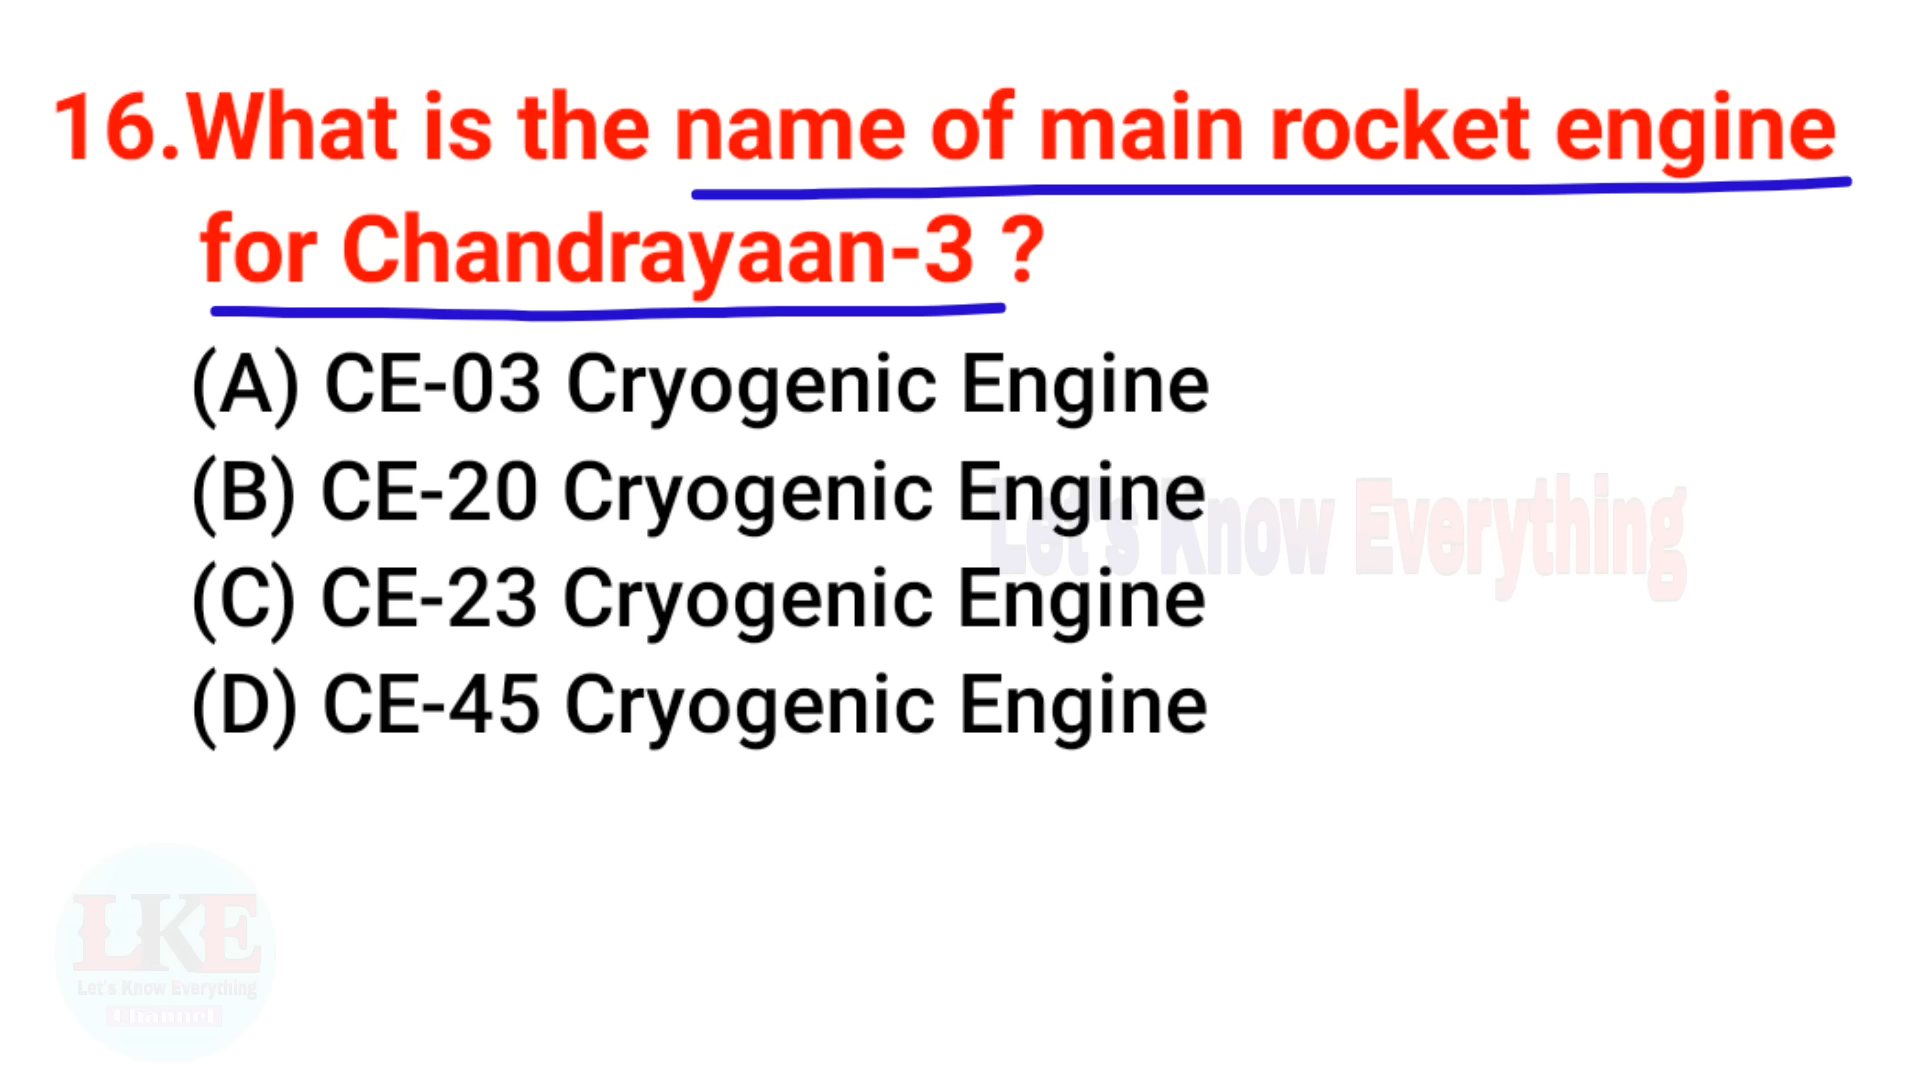 16.What is the name of main rocket engine
for Chandrayaan-3 ?
(A) CE-03 Cryogenic Engine
(B) CE-20 Cryogenic Engine
Let's Know Everything
(C) CE-23 Cryogenic Engine
(D) CE-45 Cryogenic Engine
LKE
Let's Know Everything
Channel